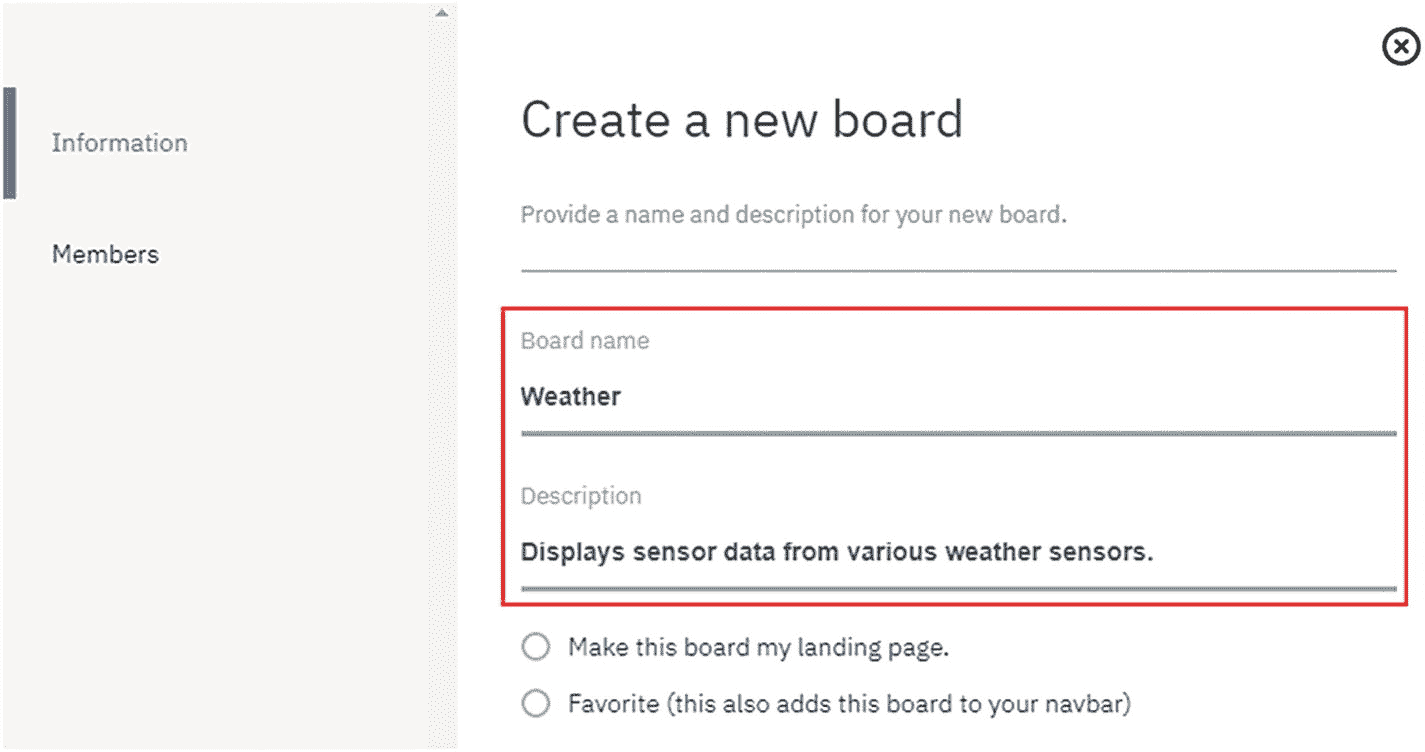 Information
Members
Create a new board
Provide a name and description for your new board.
Board name
Weather
Description
Displays sensor data from various weather sensors.
Make this board my landing page.
Favorite (this also adds this board to your navbar)